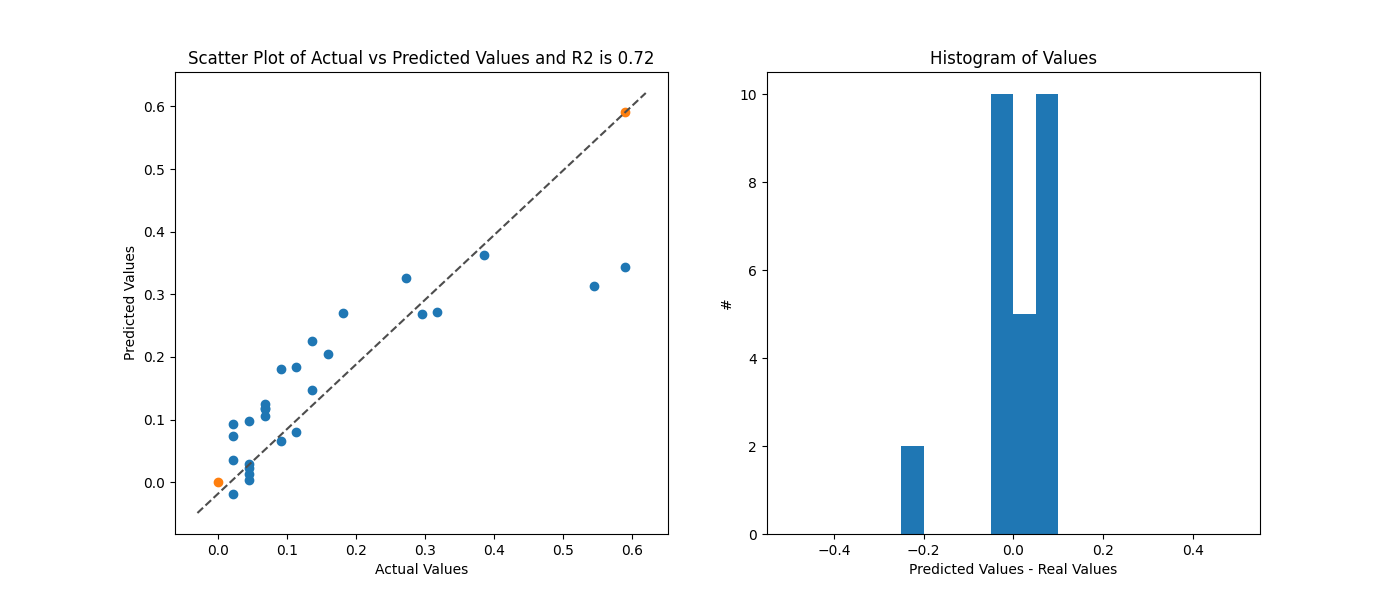 Scatter Plot of Actual vs Predicted Values and R2 is 0.72
0.6
0.5
0.4
0.3
0.2
0.1
0.0
Predicted Values
0.0 0.1 0.2 0.3 0.4 0.5 0.6
Actual Values
Histogram of Values
10
8
6
4
2
0
#
−0.4 −0.2 0.0 0.2 0.4
Predicted Values - Real Values